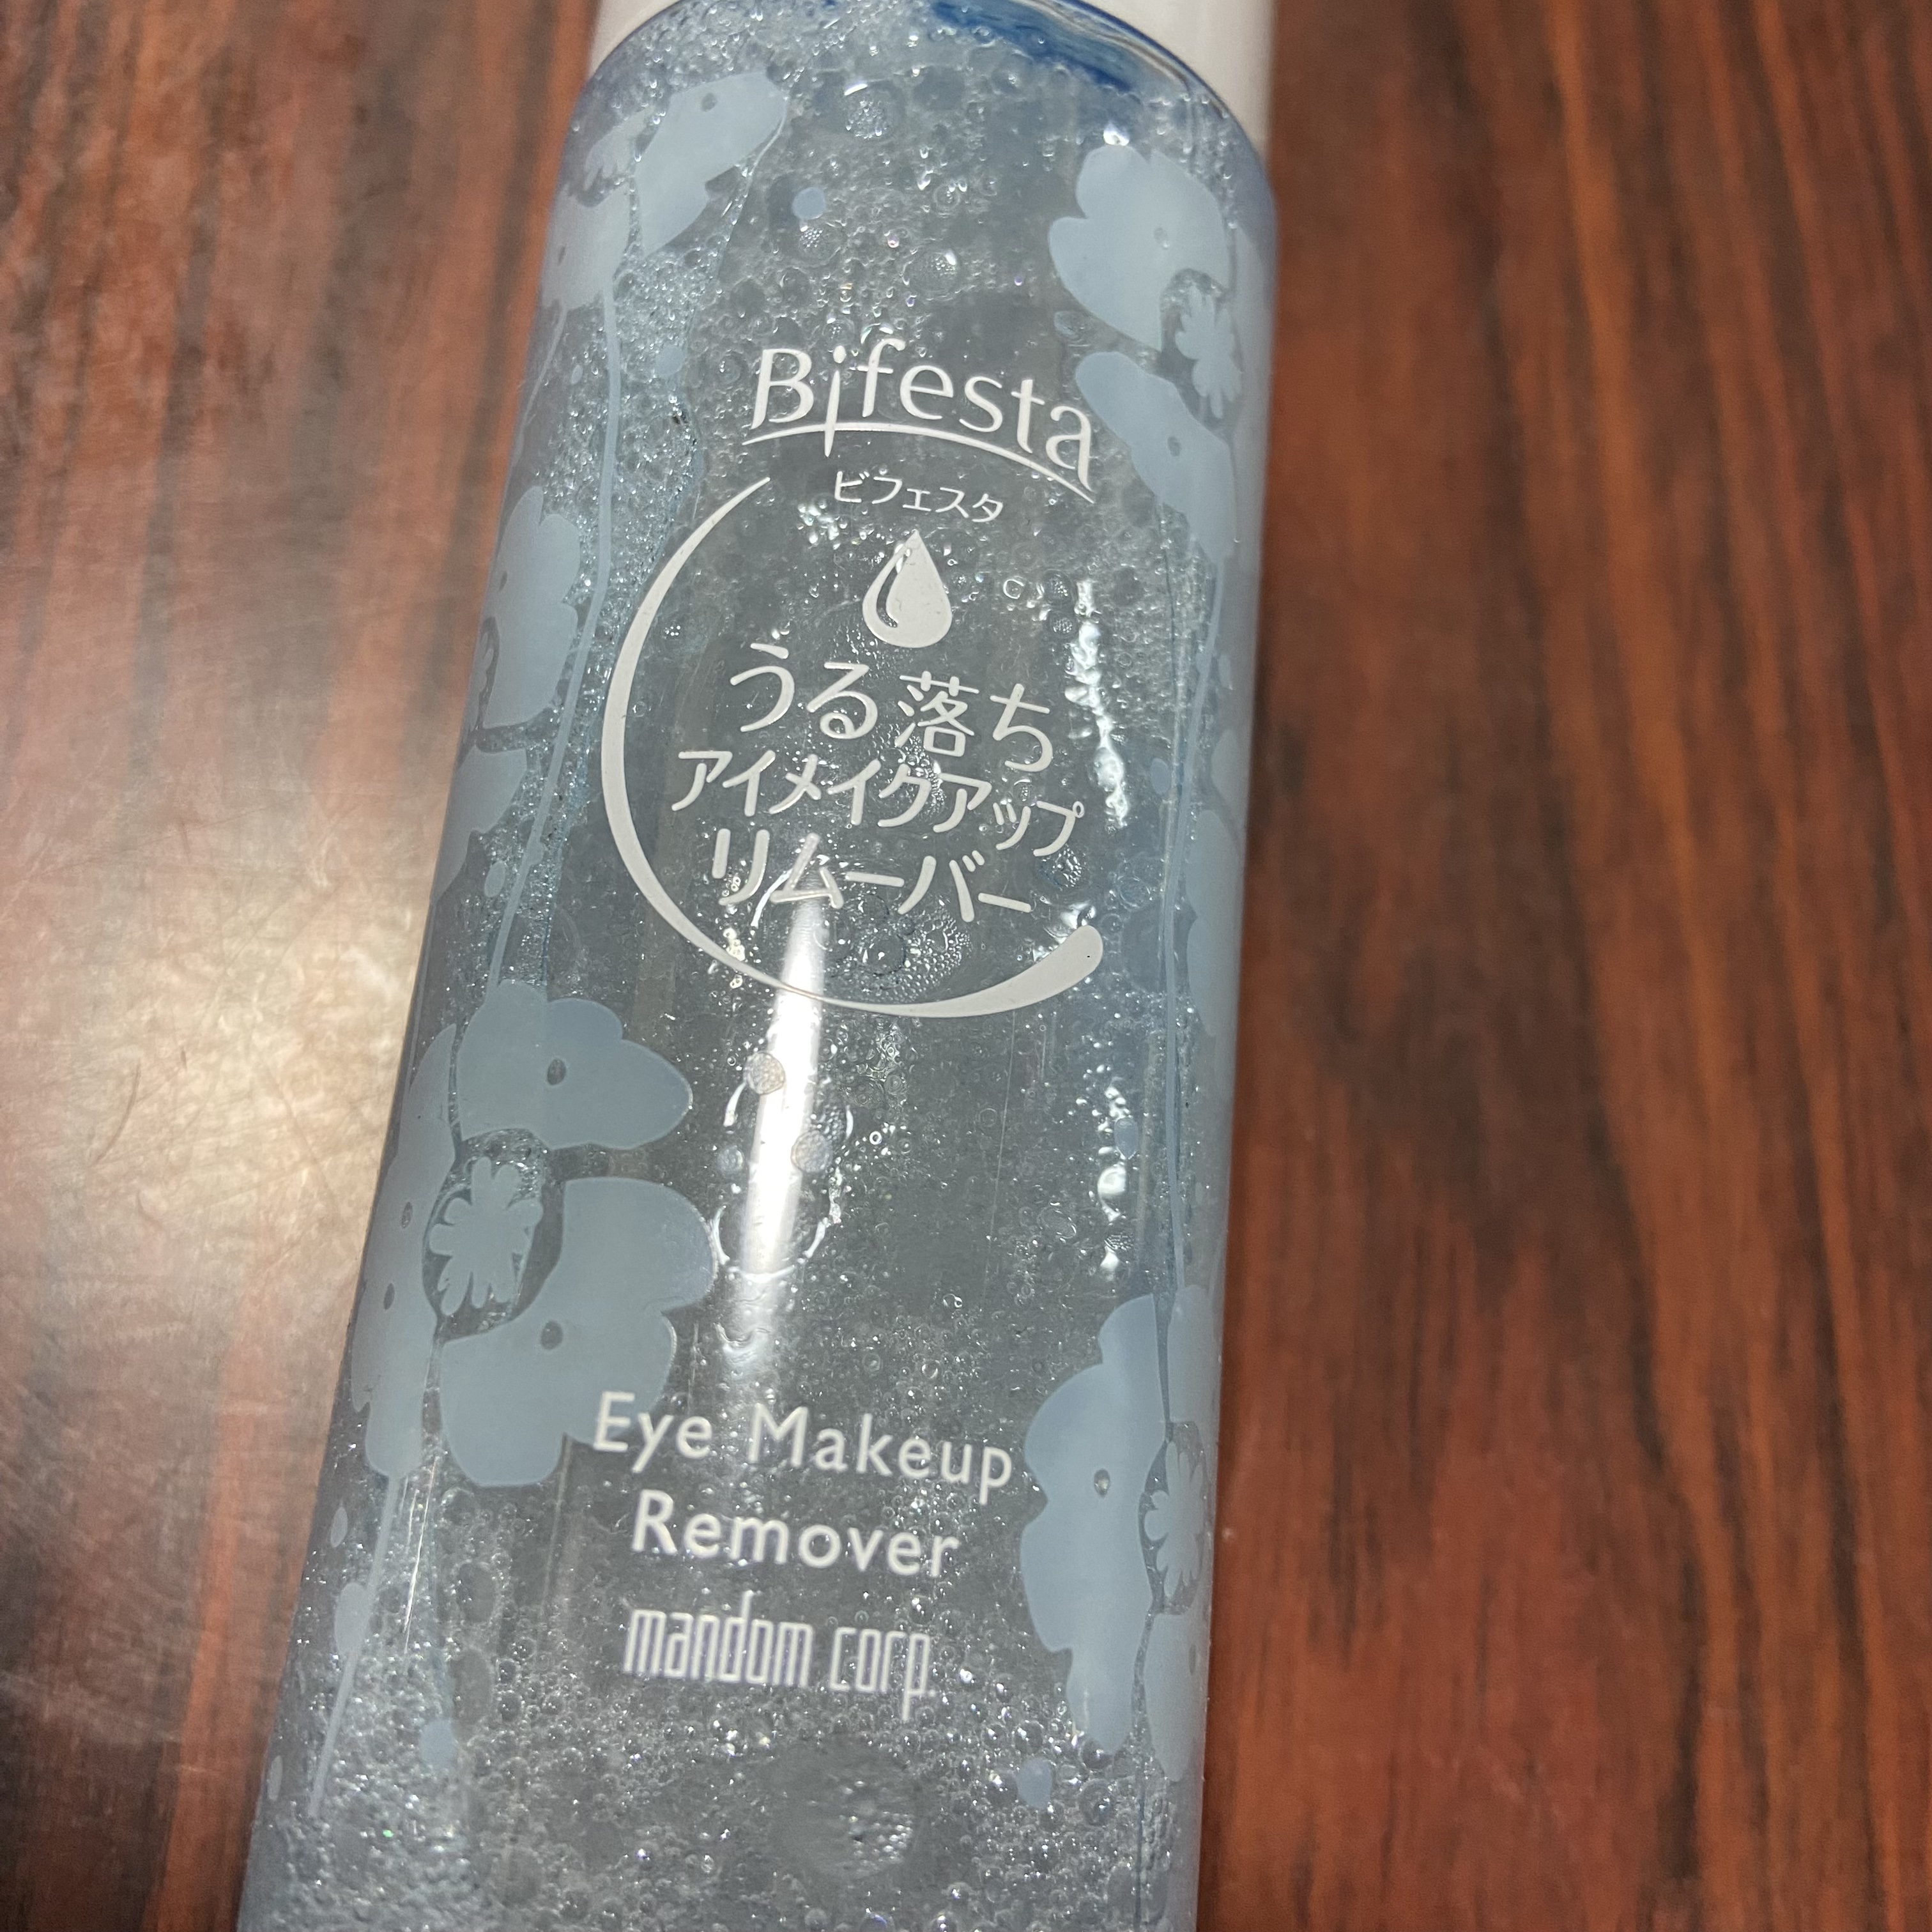 Bifesta
ビフェスタ
うる落ち
アイメイクアップ
リムーバー
Eye Makeup
Remover
mandom corp.